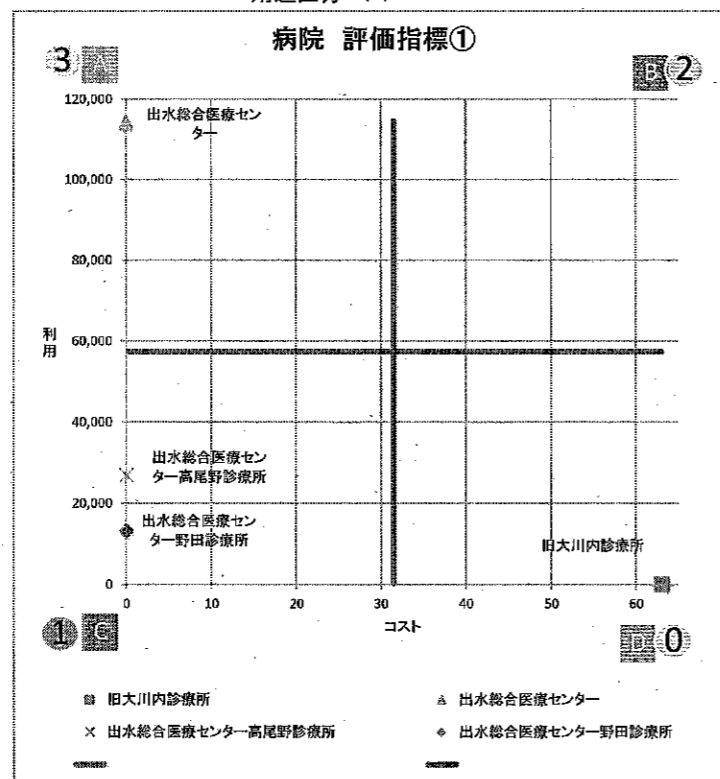 病院 評価指標①
3 A
B 2
120,000
出水総合医療セン
ター
100,000
80,000
利用
60,000
40,000
出水総合医療セン
ター高尾野診療所
20,000
出水総合医療セン
ター野田診療所
旧大川内診療所
0
0 10 20 30 40 50 60
コスト
1 C
D 0
旧大川内診療所
出水総合医療センター
出水総合医療センター高尾野診療所
出水総合医療センター野田診療所